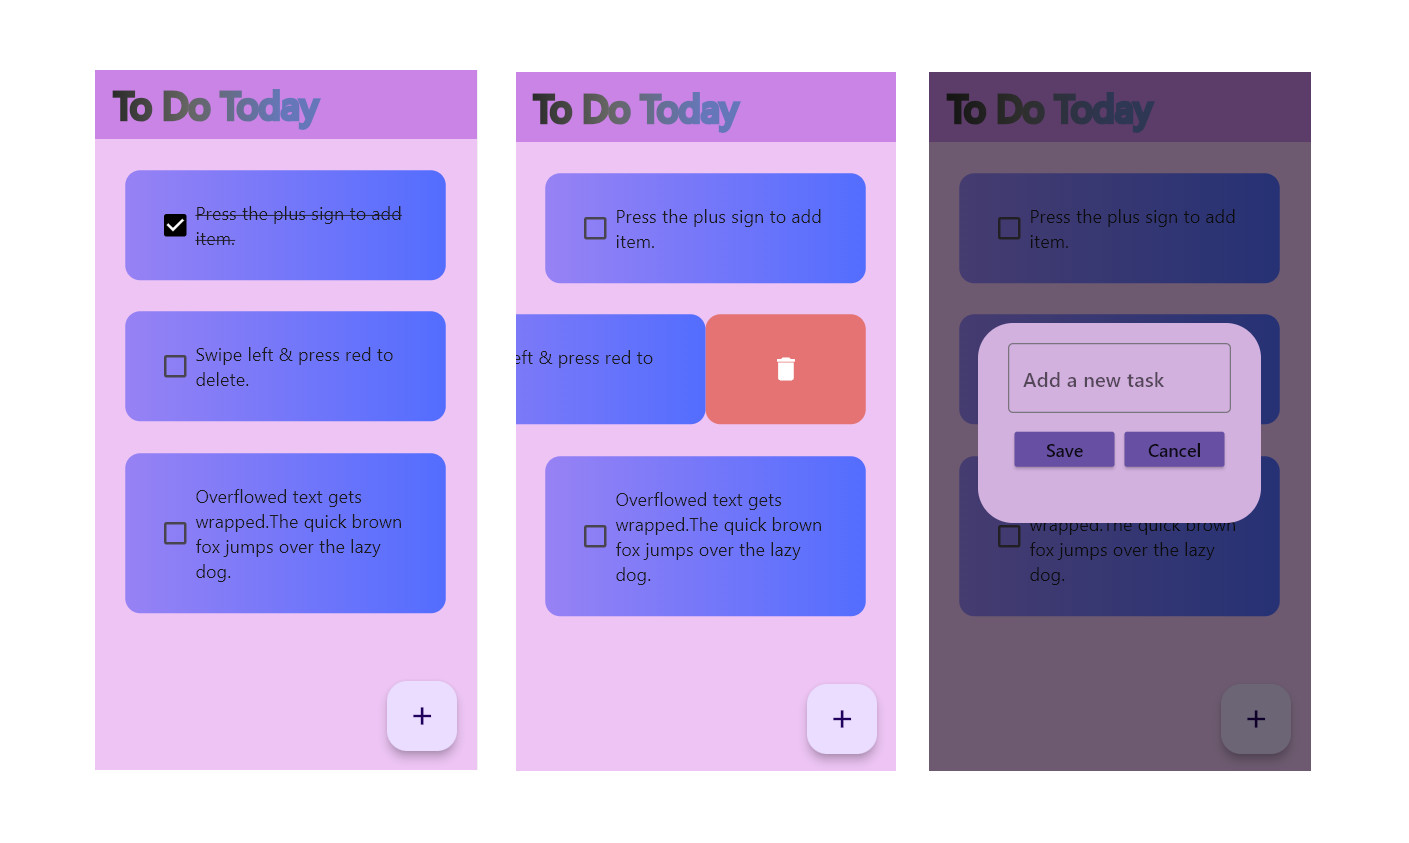 To Do Today
Press the plus sign to add
item.
Swipe left & press red to
delete.
Overflowed text gets
wrapped.The quick brown
fox jumps over the lazy
dog.
+
To Do Today
Press the plus sign to add
item.
eft & press red to
Overflowed text gets
wrapped.The quick brown
fox jumps over the lazy
dog.
+
To Do Today
Press the plus sign to add
item.
Add a new task
Save Cancel
wrapped.The quick brown
fox jumps over the lazy
dog.
+